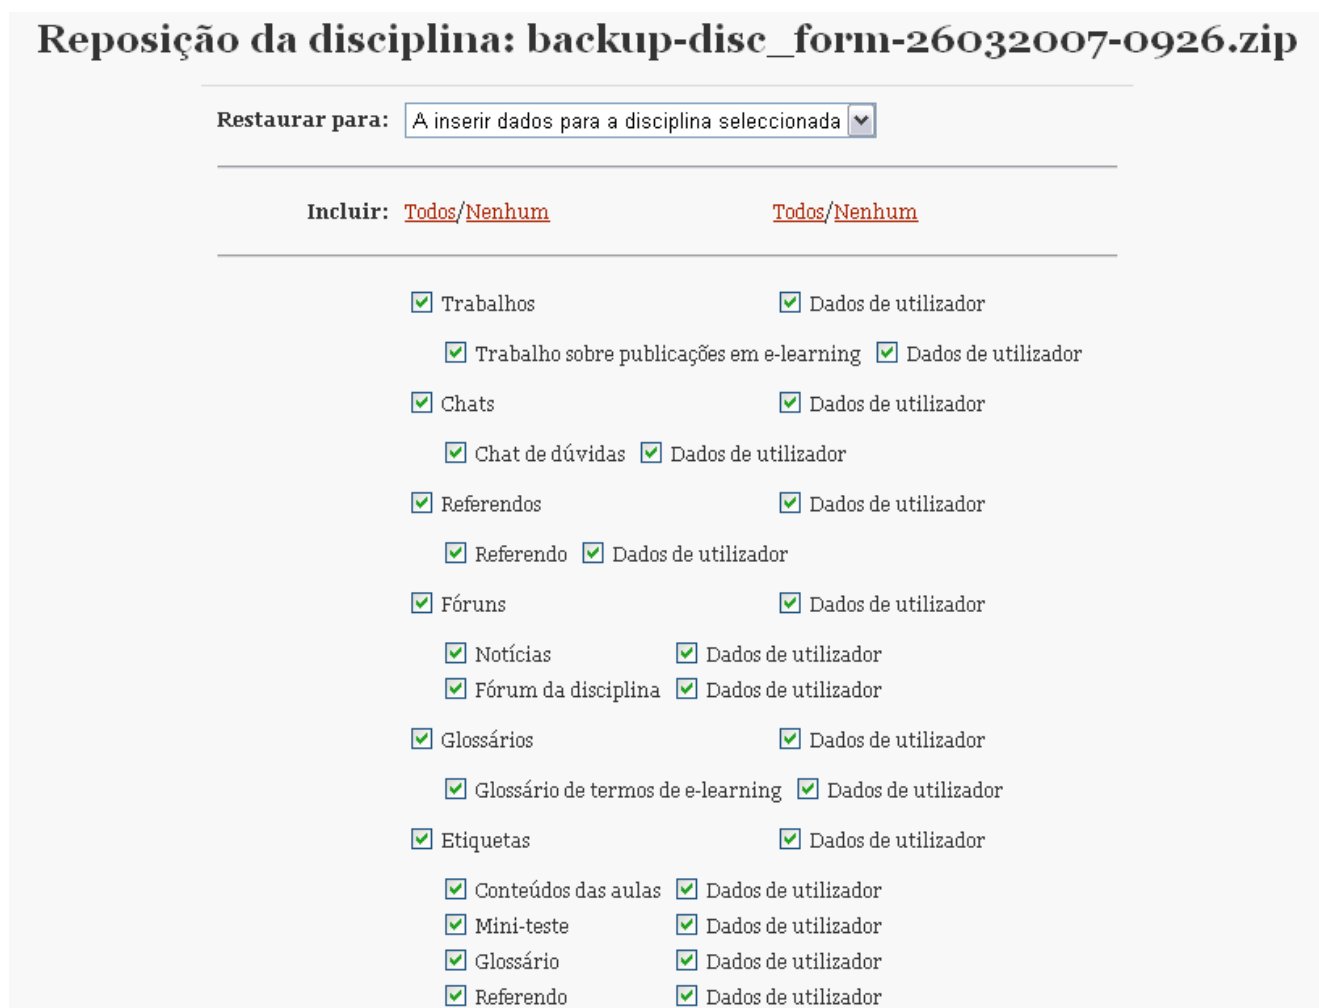 Reposição da disciplina: backup-disc_form-26032007-0926.zip
Restaurar para: A inserir dados para a disciplina seleccionada
Incluir: Todos/Nenhum Todos/Nenhum
Trabalhos Dados de utilizador
Trabalho sobre publicações em e-learning Dados de utilizador
Chats Dados de utilizador
Chat de dúvidas Dados de utilizador
Referendos Dados de utilizador
Referendo Dados de utilizador
Fóruns Dados de utilizador
Notícias Dados de utilizador
Fórum da disciplina Dados de utilizador
Glossários Dados de utilizador
Glossário de termos de e-learning Dados de utilizador
Etiquetas Dados de utilizador
Conteúdos das aulas Dados de utilizador
Mini-teste Dados de utilizador
Glossário Dados de utilizador
Referendo Dados de utilizador